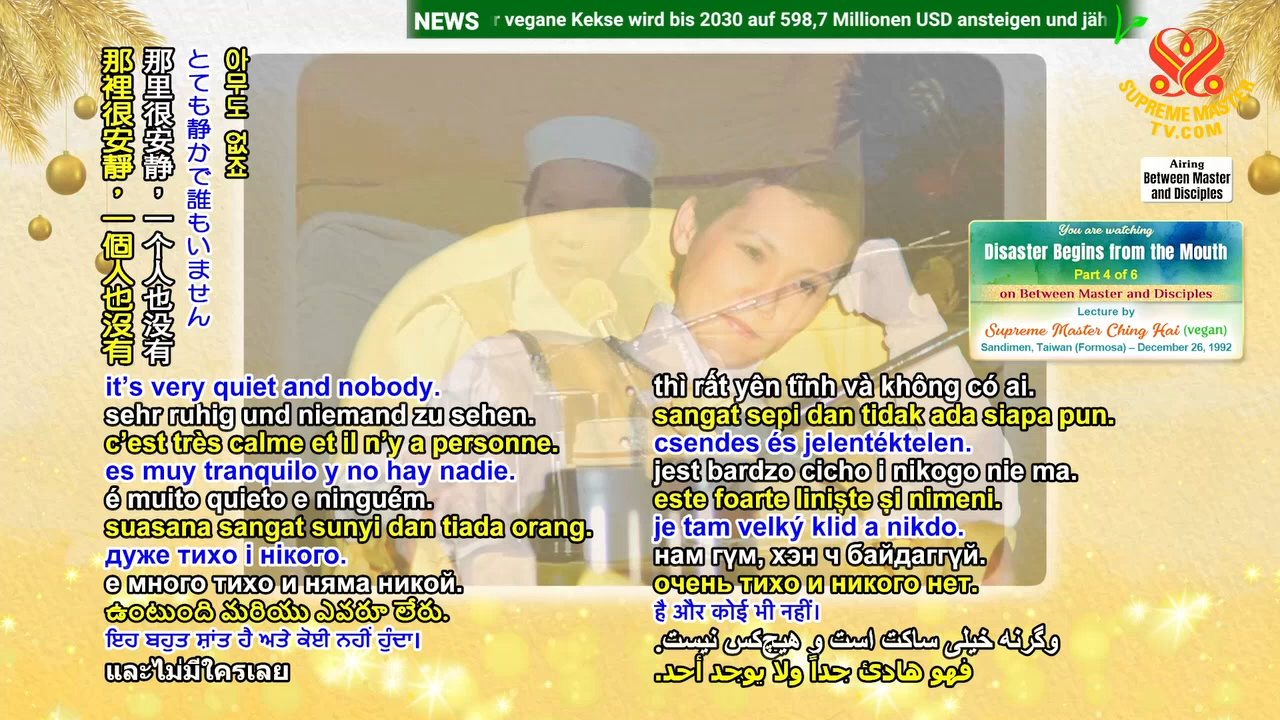 NEWS r vegane Kekse wird bis 2030 auf 598,7 Millionen USD ansteigen und jäh
SUPREME MASTER
TV.COM
Airing
Between Master
and Disciples
You are watching
Disaster Begins from the Mouth
Part 4 of 6
on Between Master and Disciples
Lecture by
Supreme Master Ching Hai (vegan)
Sandimen, Taiwan (Formosa) – December 26, 1992
아무도 없죠
とても静かで誰もいません
那里很安静，一个人也没有
那裡很安靜，一個人也沒有
it's very quiet and nobody.
sehr ruhig und niemand zu sehen.
c'est très calme et il n'y a personne.
es muy tranquilo y no hay nadie.
é muito quieto e ninguém.
suasana sangat sunyi dan tiada orang.
дуже тихо і нікого.
е много тихо и няма никой.
ఉంటుంది మరియు ఎవరూ లేరు.
ਇਹ ਬਹੁਤ ਸ਼ਾਂਤ ਹੈ ਅਤੇ ਕੋਈ ਨਹੀਂ ਹੁੰਦਾ।
และไม่มีใครเลย
thì rất yên tĩnh và không có ai.
sangat sepi dan tidak ada siapa pun.
csendes és jelentéktelen.
jest bardzo cicho i nikogo nie ma.
este foarte liniște și nimeni.
je tam velký klid a nikdo.
нам гүм, хэн ч байдаггүй.
очень тихо и никого нет.
है और कोई भी नहीं।
وگرنه خیلی ساکت است و هیچکس نیست.
فهو هادئ جداً ولا يوجد أحد.